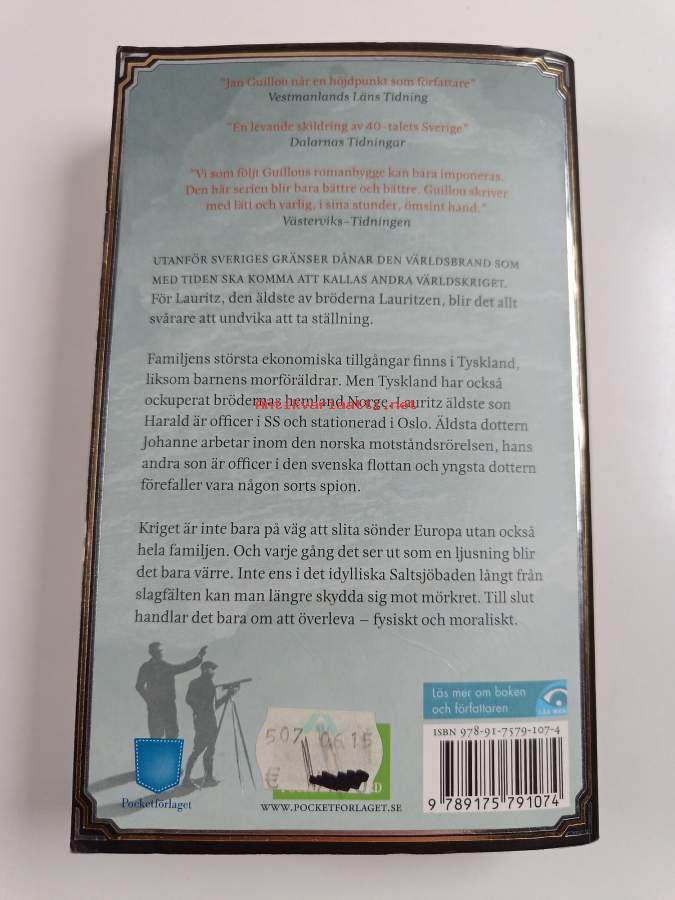 "Jan Guillou når en höjdpunkt som författare"
Vestmanlands Läns Tidning
"En levande skildring av 40-talets Sverige"
Dalarnas Tidningar
"Vi som följt Guillous romanbygge kan bara imponeras.
Den här serien blir bara bättre och bättre. Guillou skriver
med lätt och varlig, i sina stunder, ömsint hand."
Västerviks-Tidningen
UTANFÖR SVERIGES GRÄNSER DÅNAR DEN VÄRLDSBRAND SOM
MED TIDEN SKA KOMMA ATT KALLAS ANDRA VÄRLDSKRIGET.
För Lauritz, den äldste av bröderna Lauritzen, blir det allt
svårare att undvika att ta ställning.
Familjens största ekonomiska tillgångar finns i Tyskland,
liksom barnens morföräldrar. Men Tyskland har också
ockuperat brödernas hemland Norge. Lauritz äldste son
Antikvariaatti.net
Harald är officer i SS och stationerad i Oslo. Äldsta dottern
Johanne arbetar inom den norska motståndsrörelsen, hans
andra son är officer i den svenska flottan och yngsta dottern
förefaller vara någon sorts spion.
Kriget är inte bara på väg att slita sönder Europa utan också
hela familjen. Och varje gång det ser ut som en ljusning blir
det bara värre. Inte ens i det idylliska Saltsjöbaden långt från
slagfälten kan man längre skydda sig mot mörkret. Till slut
handlar det bara om att överleva – fysiskt och moraliskt.
Läs mer om boken
och författaren
ISBN 978-91-7579-107-4
9 789175 791074
507 0615
€
Pocketförlaget
WWW.POCKETFORLAGET.SE